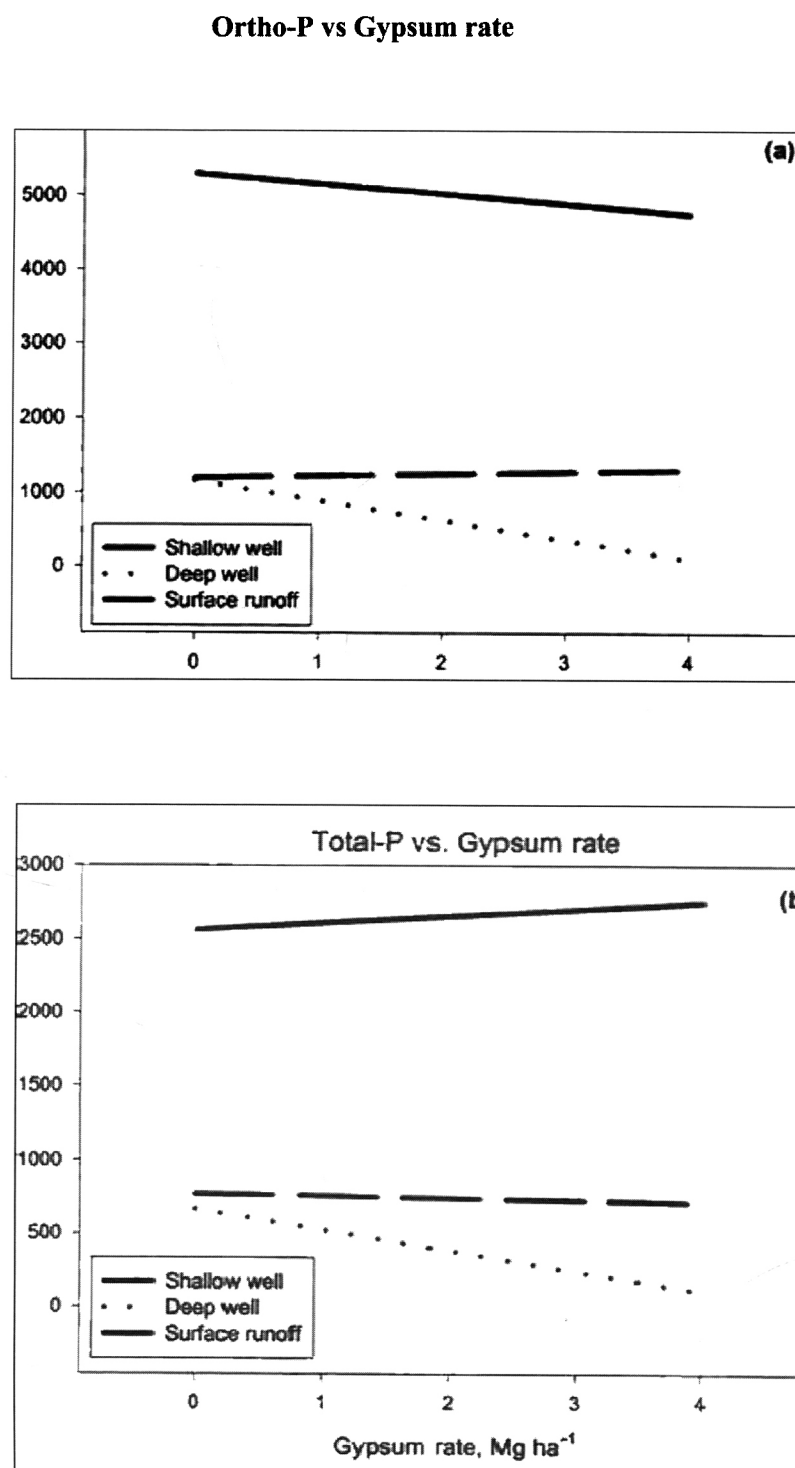 Ortho-P vs Gypsum rate
(a)
5000
4000
3000
2000
1000
0
Shallow well
Deep well
Surface runoff
0 1 2 3 4
Total-P vs. Gypsum rate
3000
(b
2500
2000
1500
1000
500
0
Shallow well
Deep well
Surface runoff
0 1 2 3 4
Gypsum rate, Mg ha⁻¹